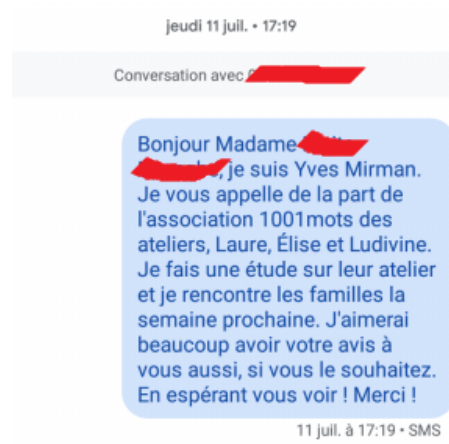 jeudi 11 juil. • 17:19
Conversation avec
Bonjour Madame
, je suis Yves Mirman.
Je vous appelle de la part de
l'association 1001mots des
ateliers, Laure, Élise et Ludivine.
Je fais une étude sur leur atelier
et je rencontre les familles la
semaine prochaine. J'aimerai
beaucoup avoir votre avis à
vous aussi, si vous le souhaitez.
En espérant vous voir ! Merci !
11 juil. à 17:19 • SMS